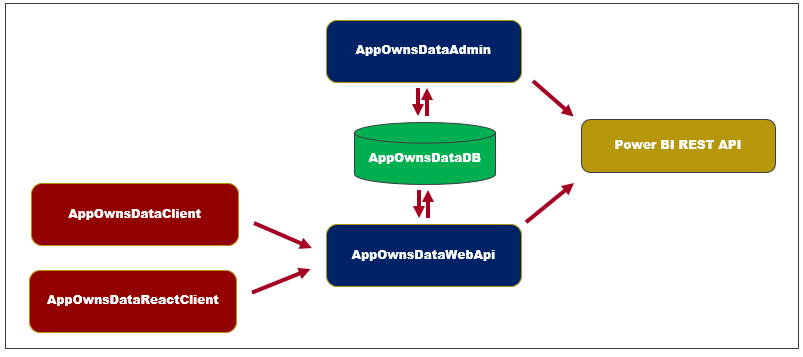 AppOwnsDataAdmin
Power BI REST API
AppOwnsDataDB
AppOwnsDataClient
AppOwnsDataWebApi
AppOwnsDataReactClient